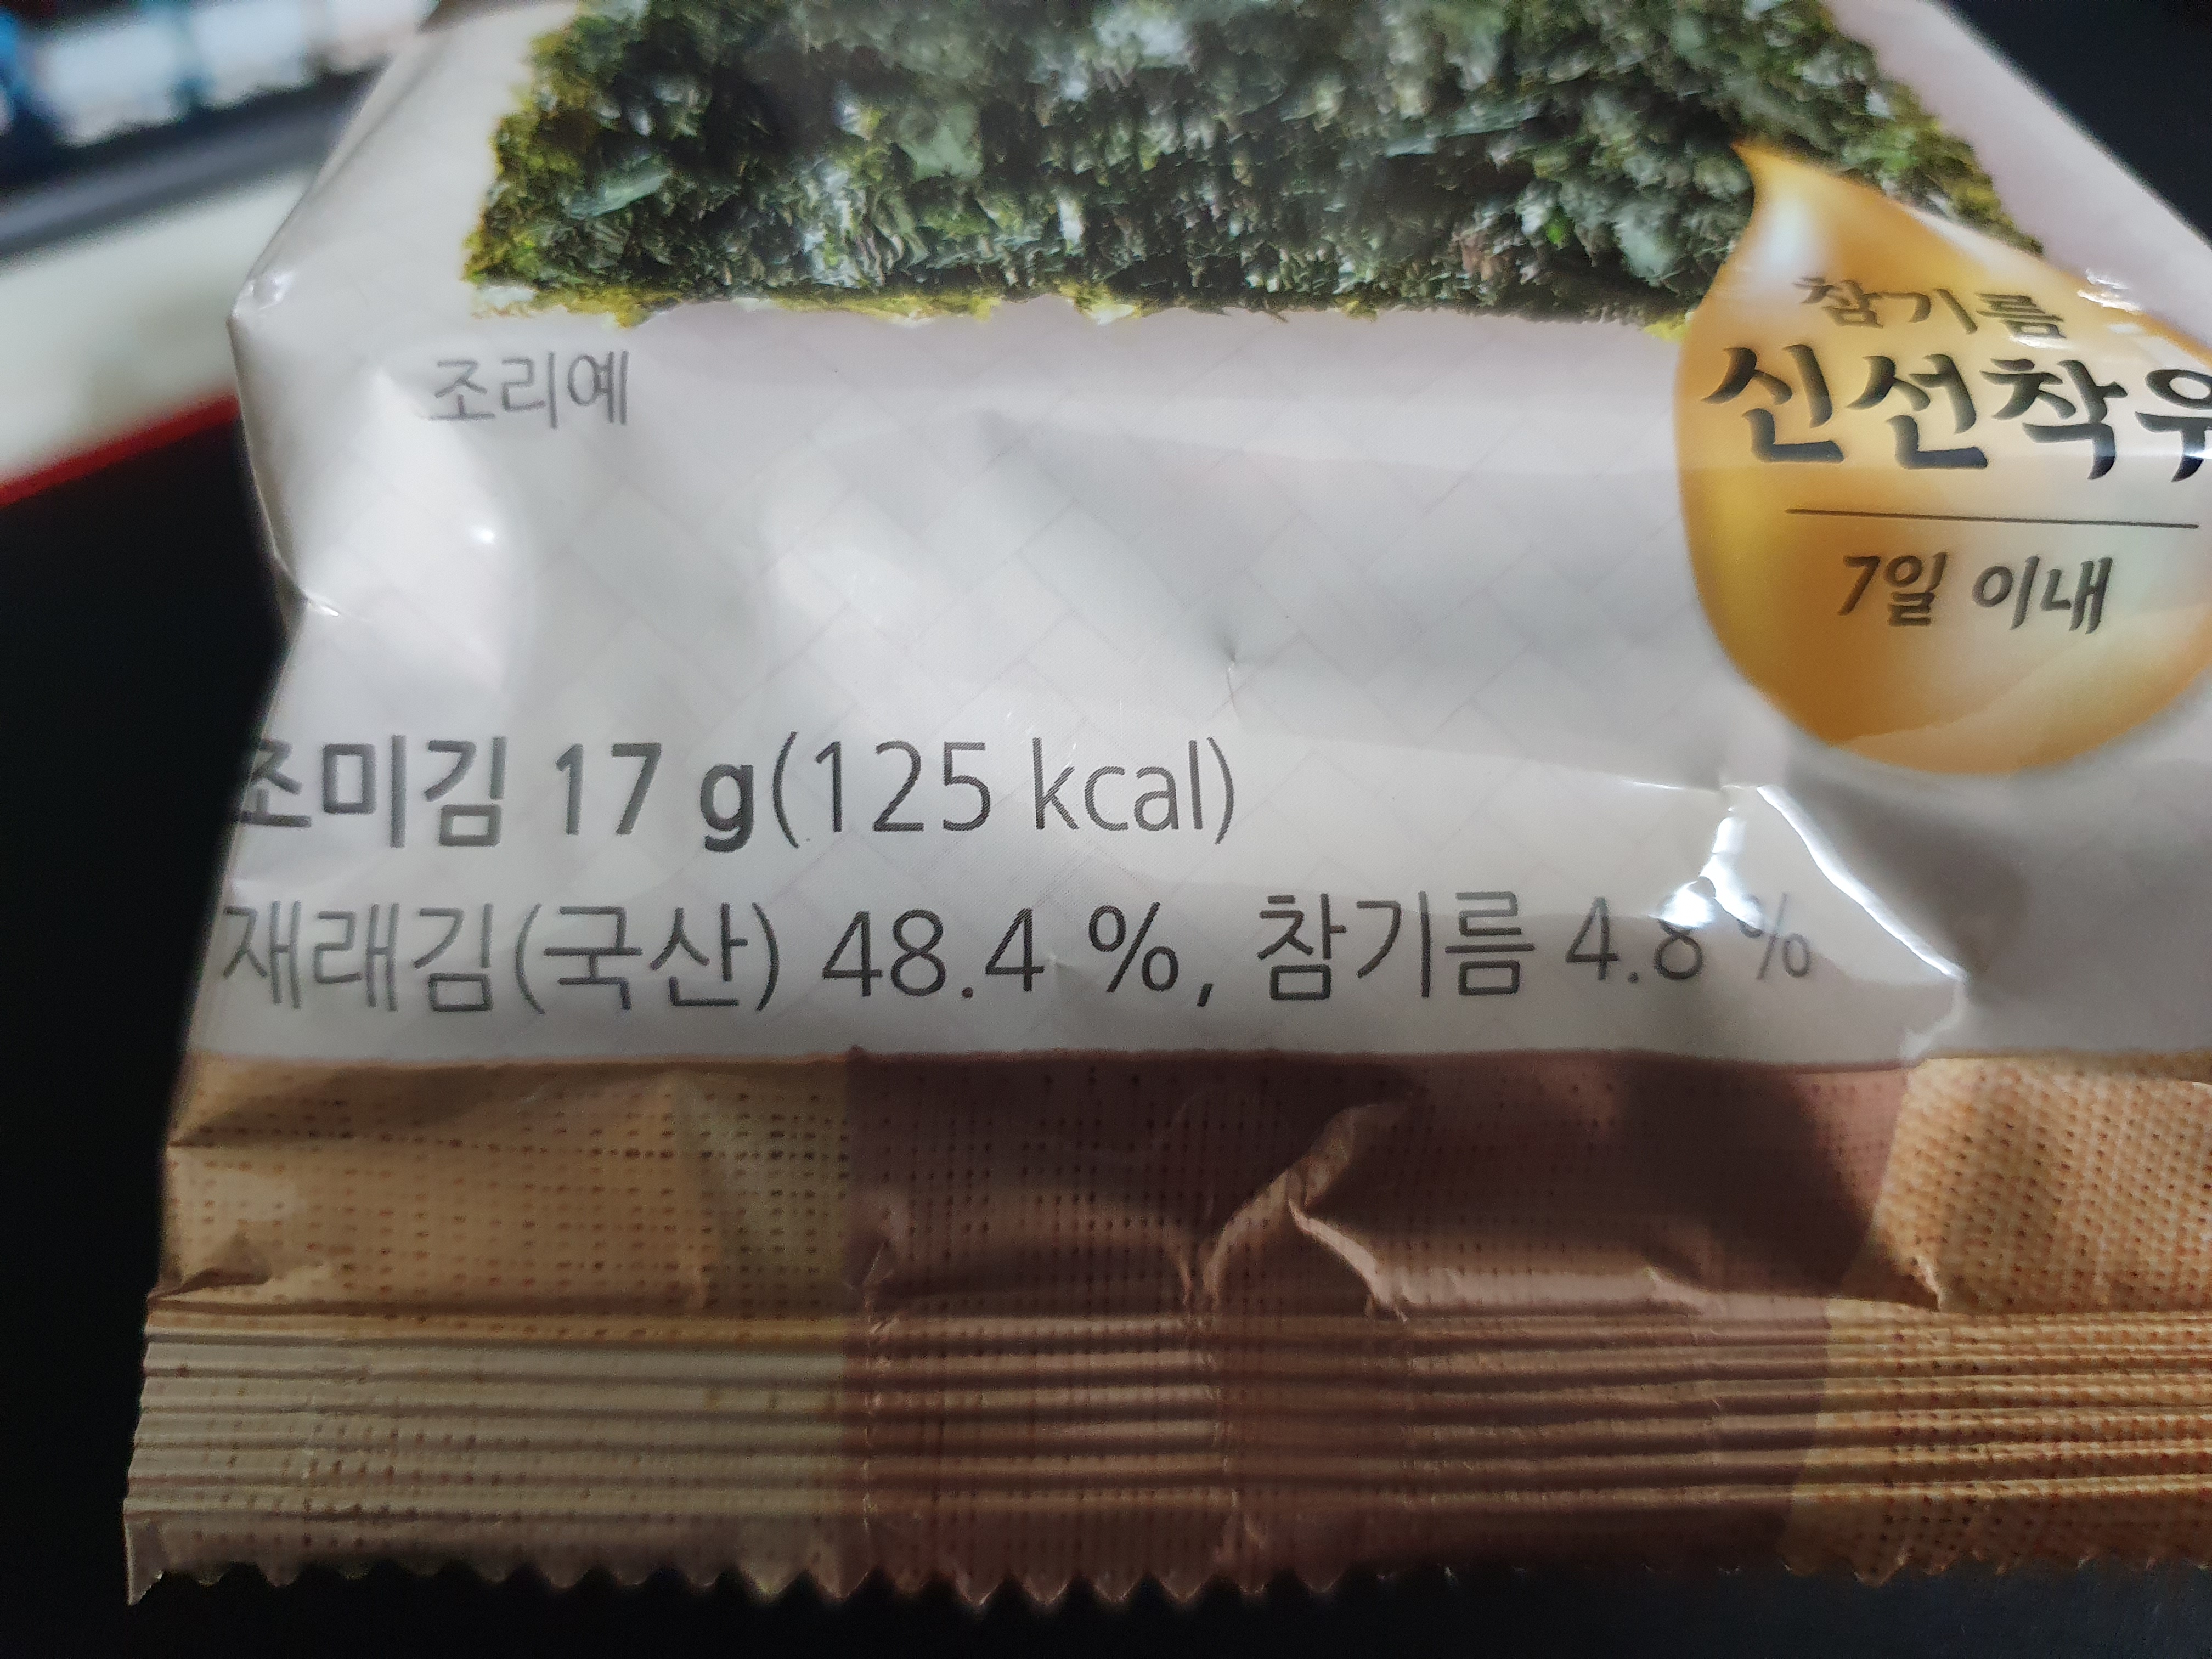 조리예
참기름
신선착유
7일 이내
조미김 17 g(125 kcal)
재래김(국산) 48.4 %, 참기름 4.8 %